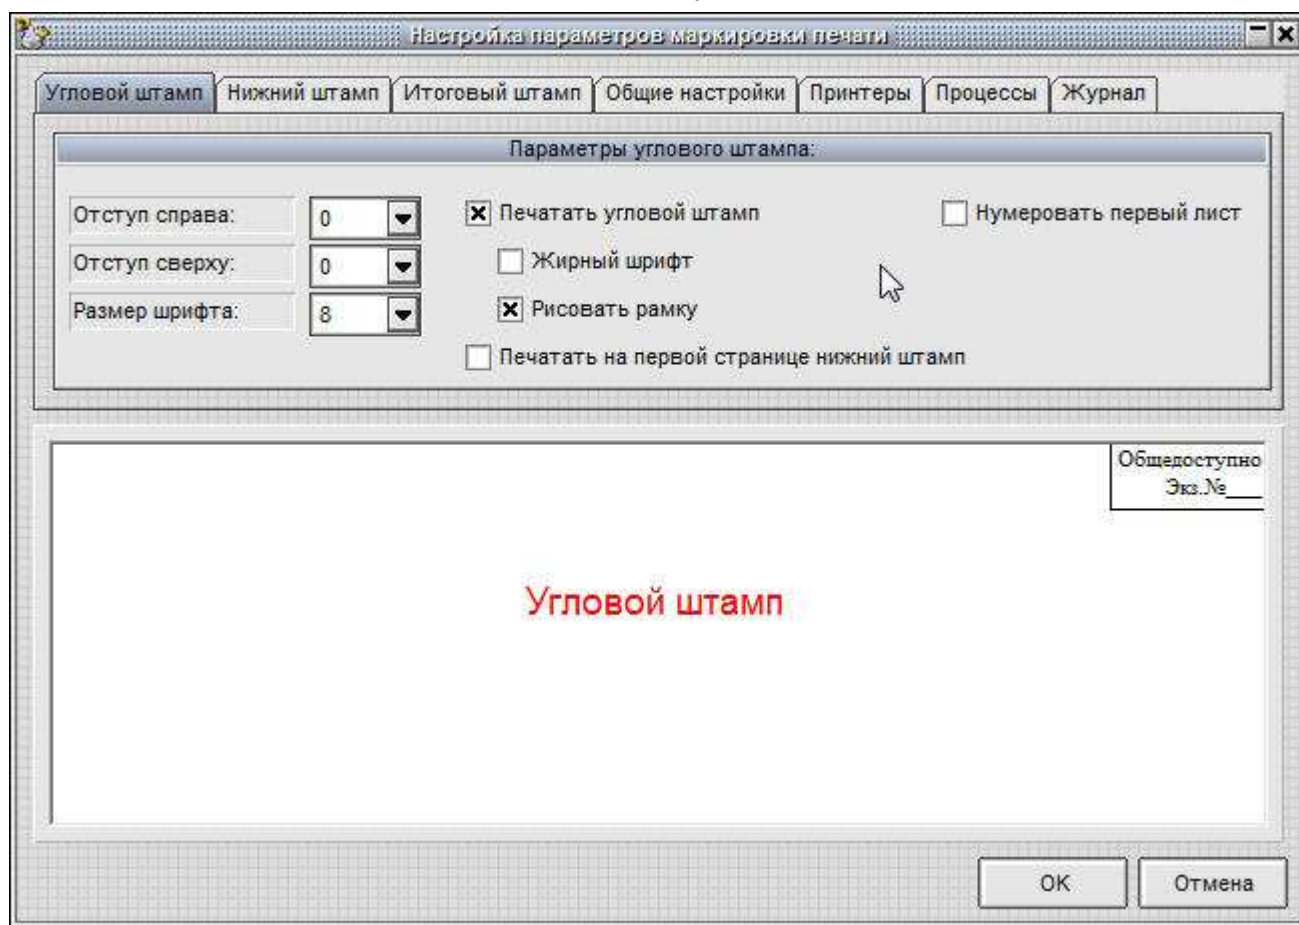 Настройка параметров маркировки печати
Угловой штамп Нижний штамп Итоговый штамп Общие настройки Принтеры Процессы Журнал
Параметры углового штампа:
Отступ справа: 0 Печатать угловой штамп Нумеровать первый лист
Отступ сверху: 0 Жирный шрифт
Размер шрифта: 8 Рисовать рамку
Печатать на первой странице нижний штамп
Общедоступно
Экз.№___
Угловой штамп
OK Отмена